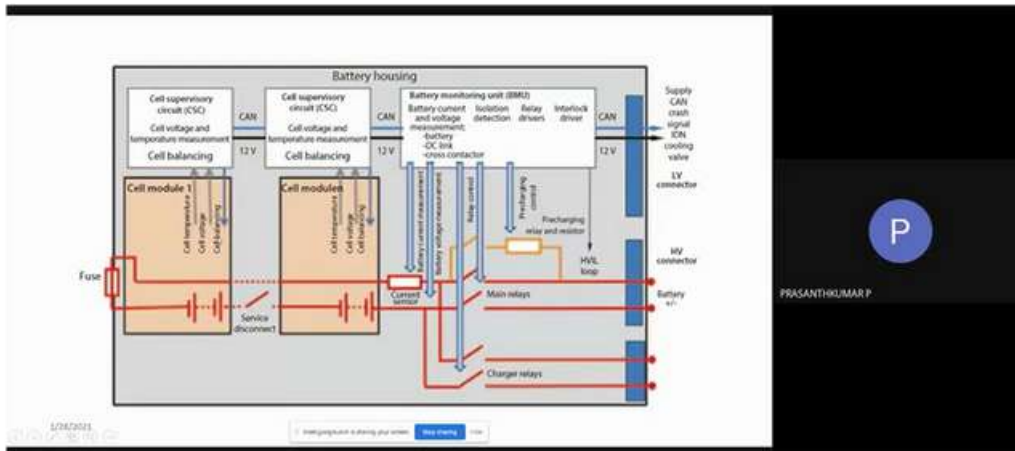 Battery housing
Cell supervisory
circuit (CSC)
Cell voltage and
temperature measurement
Cell balancing
CAN
12 V
Cell supervisory
circuit (CSC)
Cell voltage and
temperature measurement
Cell balancing
CAN
12 V
Battery monitoring unit (BMU)
Battery current
and voltage
measurement;
-battery
-DC link
-cross contactor
Isolation
detection
Relay
drivers
Interlock
driver
CAN
12 V
Supply
CAN
crash
signal
ION
cooling
valve
LV
connector
Cell module 1
Cell temperature
Cell voltage
Cell balancing
Cell module
Cell temperature
Cell voltage
Cell balancing
Battery current measurement
Battery voltage measurement
Relay control
Precharging
control
Precharging
relay and resistor
HVIL
loop
HV
connector
Fuse
Current
sensor
Main relays
Battery
+/-
Service
disconnect
Charger relays
1/28/2021
Stop sharing
Hide
P
PRASANTHKUMAR P